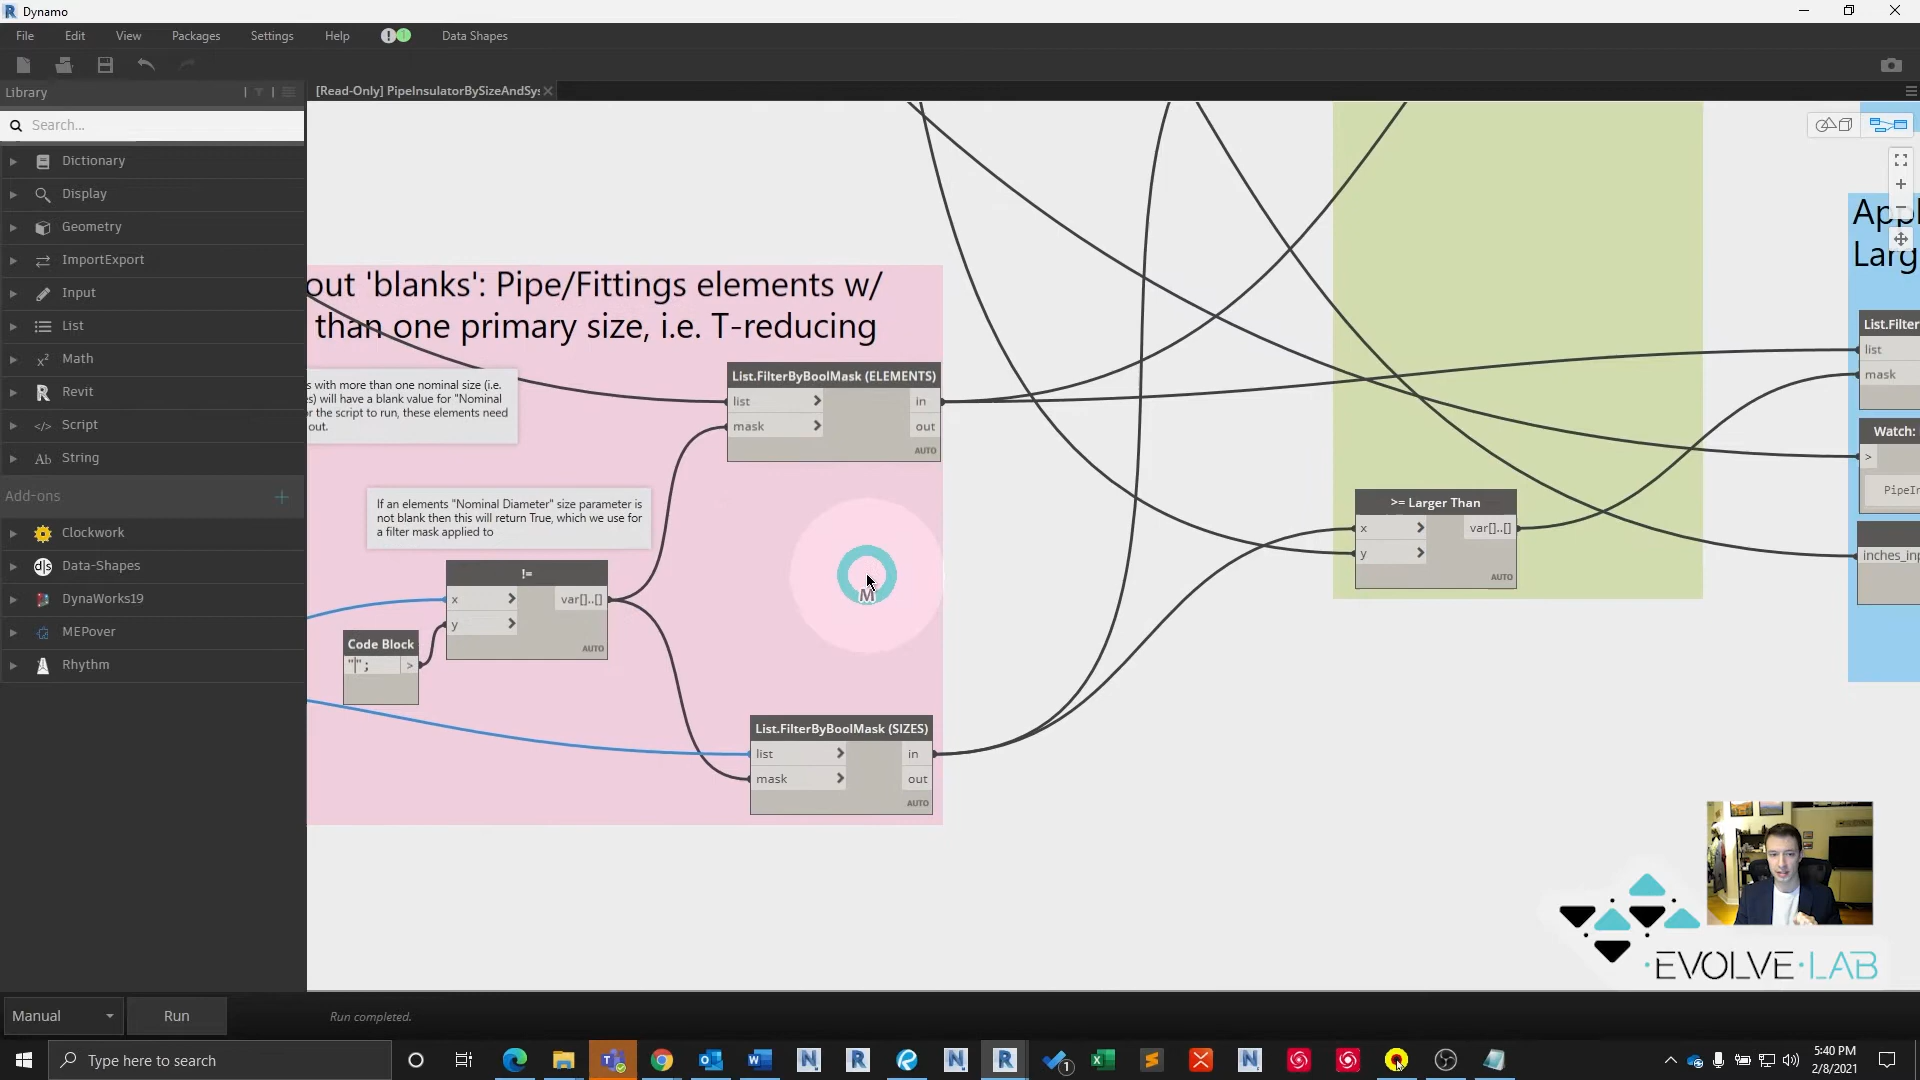 Dynamo
File Edit View Packages Settings Help Data Shapes
Library
[Read-Only] PipeInsulatorBySizeAndSys
Search...
Dictionary
Display
Geometry
ImportExport
Input
List
Math
Revit
Script
String
Add-ons
Clockwork
Data-Shapes
DynaWorks19
MEPover
Rhythm
out 'blanks': Pipe/Fittings elements w/
than one primary size, i.e. T-reducing
s with more than one nominal size (i.e.
s) will have a blank value for "Nominal
r the script to run, these elements need
out.
List.FilterByBoolMask (ELEMENTS)
list > in
mask > out
AUTO
If an elements "Nominal Diameter" size parameter is
not blank then this will return True, which we use for
a filter mask applied to
!=
x > var[]..[]
y >
AUTO
Code Block
""; >
M
List.FilterByBoolMask (SIZES)
list > in
mask > out
AUTO
>= Larger Than
x > var[]..[]
y >
AUTO
Appl
Larg
List.Filter
list
mask
Watch:
>
PipeIn
inches_inp
EVOLVE·LAB
Manual Run Run completed.
Type here to search
1
5:40 PM
2/8/2021